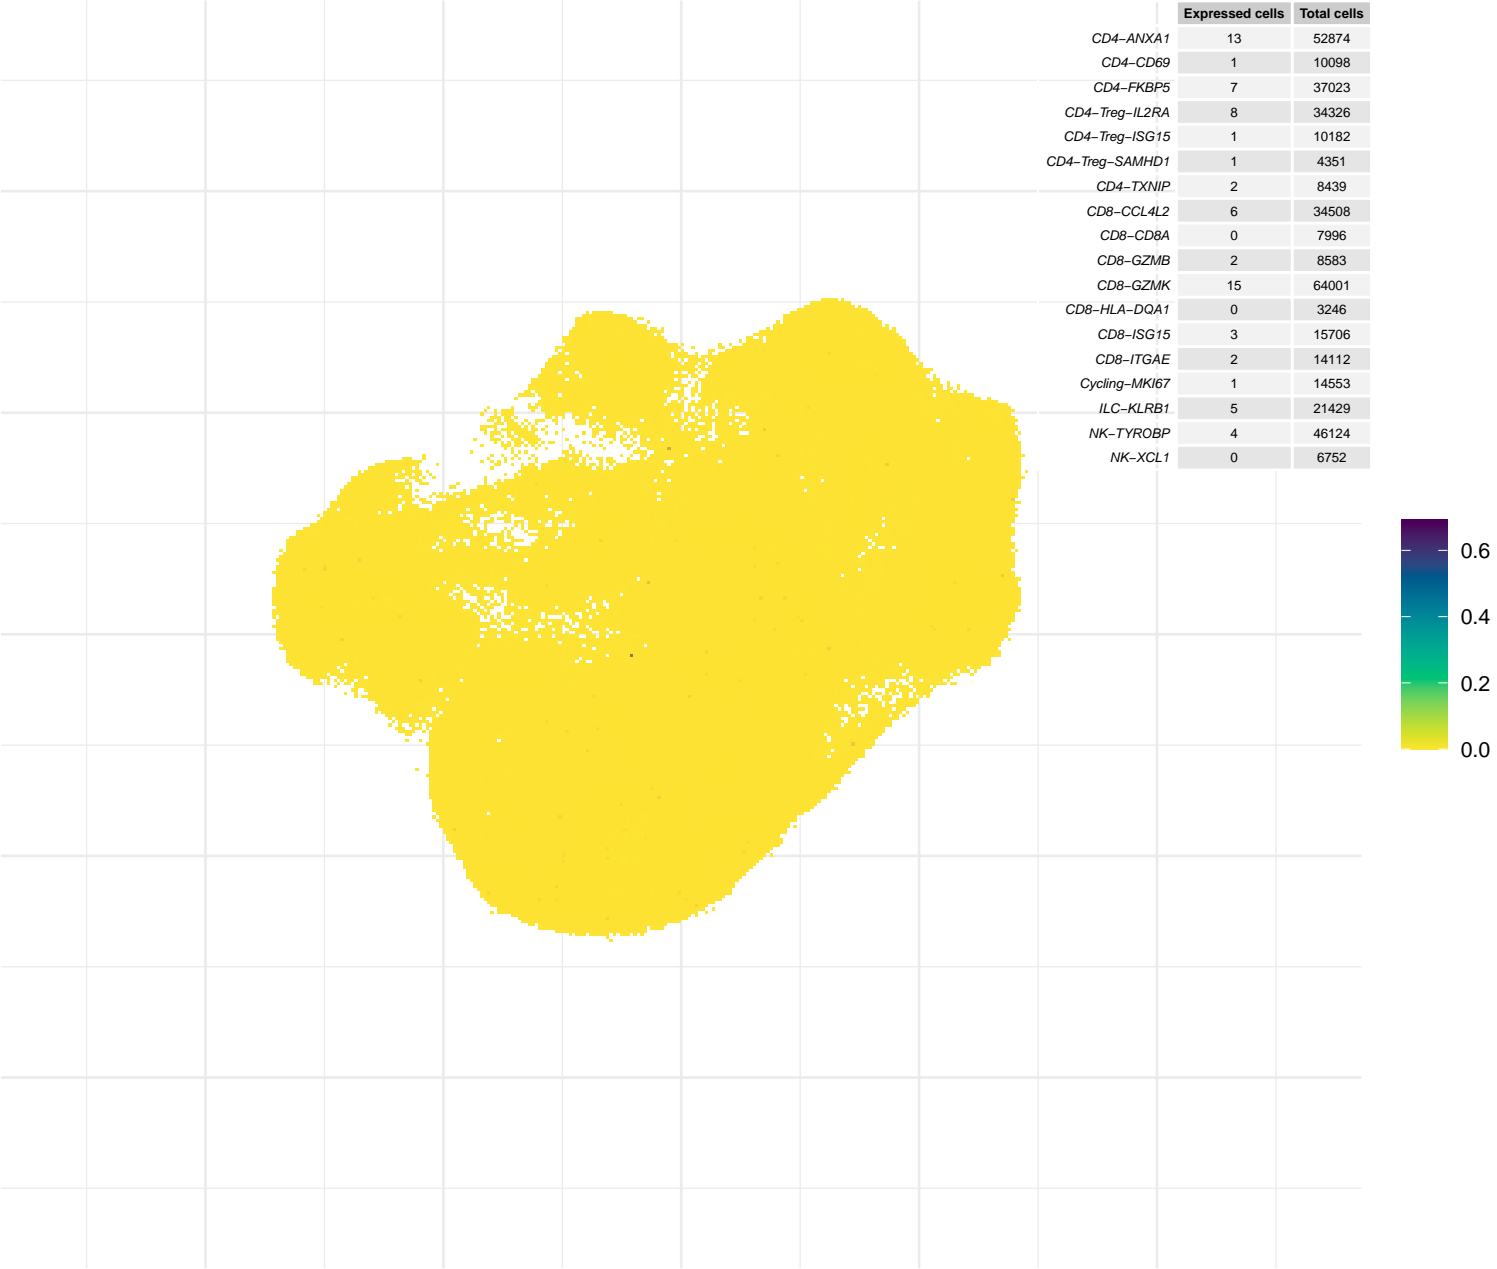 Expressed cells Total cells
CD4−ANXA1 13 52874
CD4−CD69 1 10098
CD4−FKBP5 7 37023
CD4−Treg−IL2RA 8 34326
CD4−Treg−ISG15 1 10182
CD4−Treg−SAMHD1 1 4351
CD4−TXNIP 2 8439
CD8−CCL4L2 6 34508
CD8−CD8A 0 7996
CD8−GZMB 2 8583
CD8−GZMK 15 64001
CD8−HLA−DQA1 0 3246
CD8−ISG15 3 15706
CD8−ITGAE 2 14112
Cycling−MKI67 1 14553
ILC−KLRB1 5 21429
NK−TYROBP 4 46124
NK−XCL1 0 6752
0.6
0.4
0.2
0.0